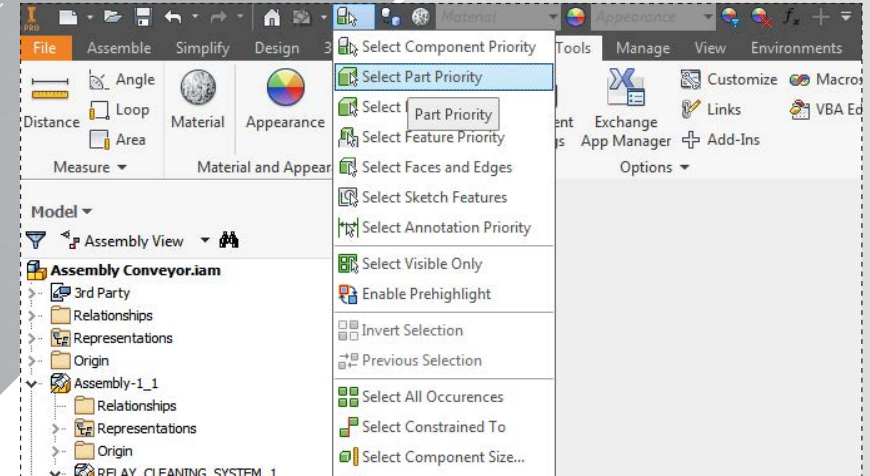 PRO
Material
Appearance
fx
File Assemble Simplify Design 3 Tools Manage View Environments
Distance
Angle
Loop
Area
Material
Appearance
Measure
Material and Appear
Exchange
App Manager
Customize
Links
Add-Ins
Macros
VBA Ed
Options
Select Component Priority
Select Part Priority
Part Priority
Select Feature Priority
Select Faces and Edges
Select Sketch Features
Select Annotation Priority
Select Visible Only
Enable Prehighlight
Invert Selection
Previous Selection
Select All Occurences
Select Constrained To
Select Component Size...
Model
Assembly View
Assembly Conveyor.iam
3rd Party
Relationships
Representations
Origin
Assembly-1_1
Relationships
Representations
Origin
RELAY_CLEANING_SYSTEM_1